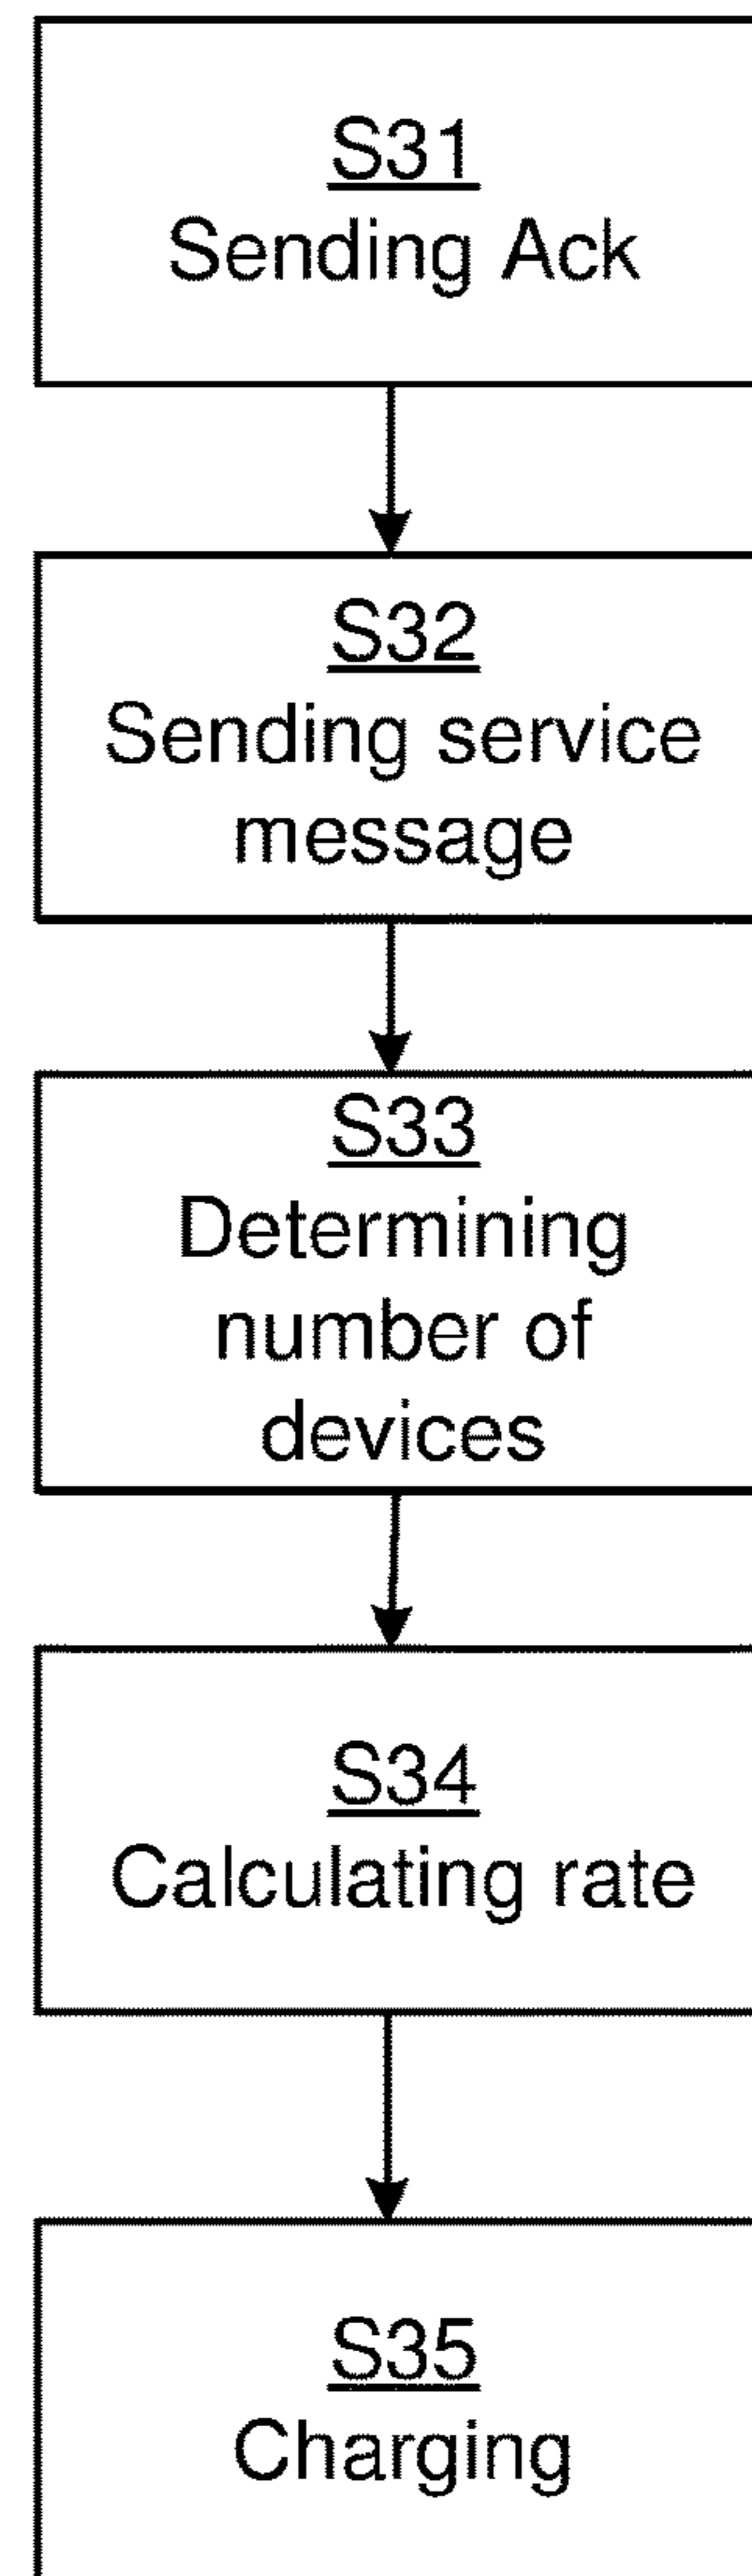 S31
Sending Ack
S32
Sending service
message
S33
Determining
number of
devices
S34
Calculating rate
S35
Charging